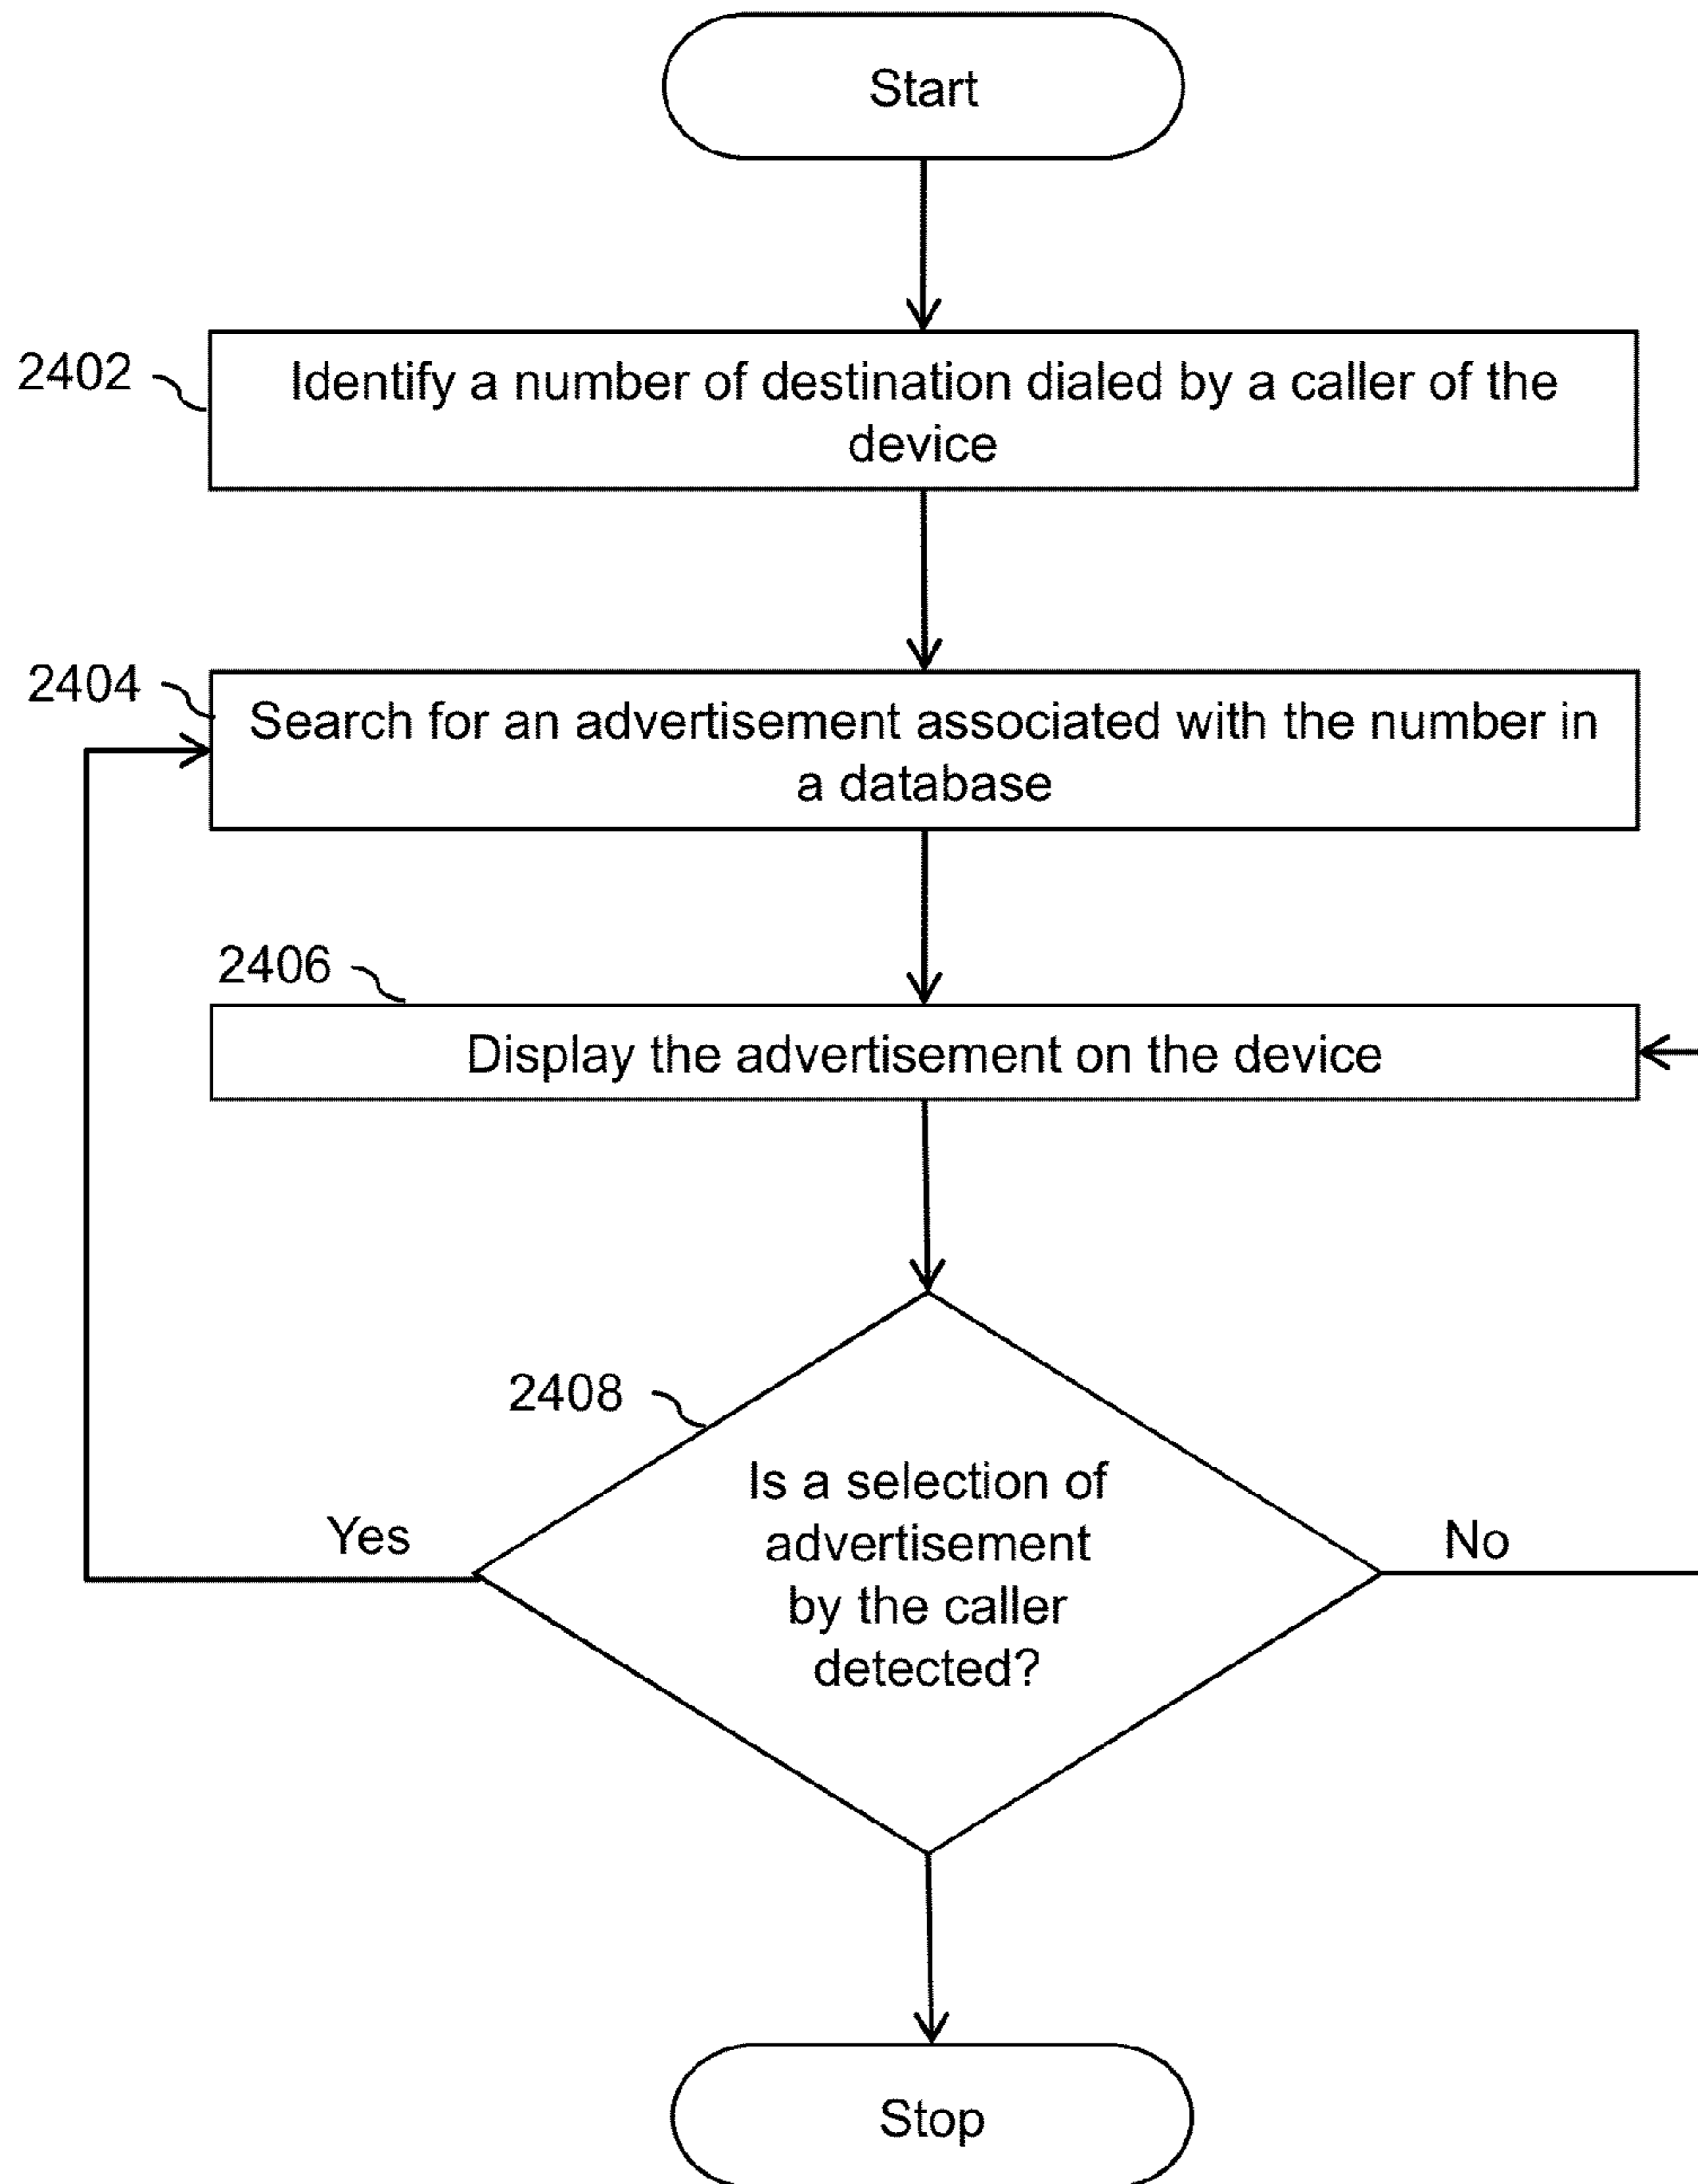 Start
2402
Identify a number of destination dialed by a caller of the
device
2404
Search for an advertisement associated with the number in
a database
2406
Display the advertisement on the device
2408
Is a selection of
advertisement
by the caller
detected?
Yes
No
Stop